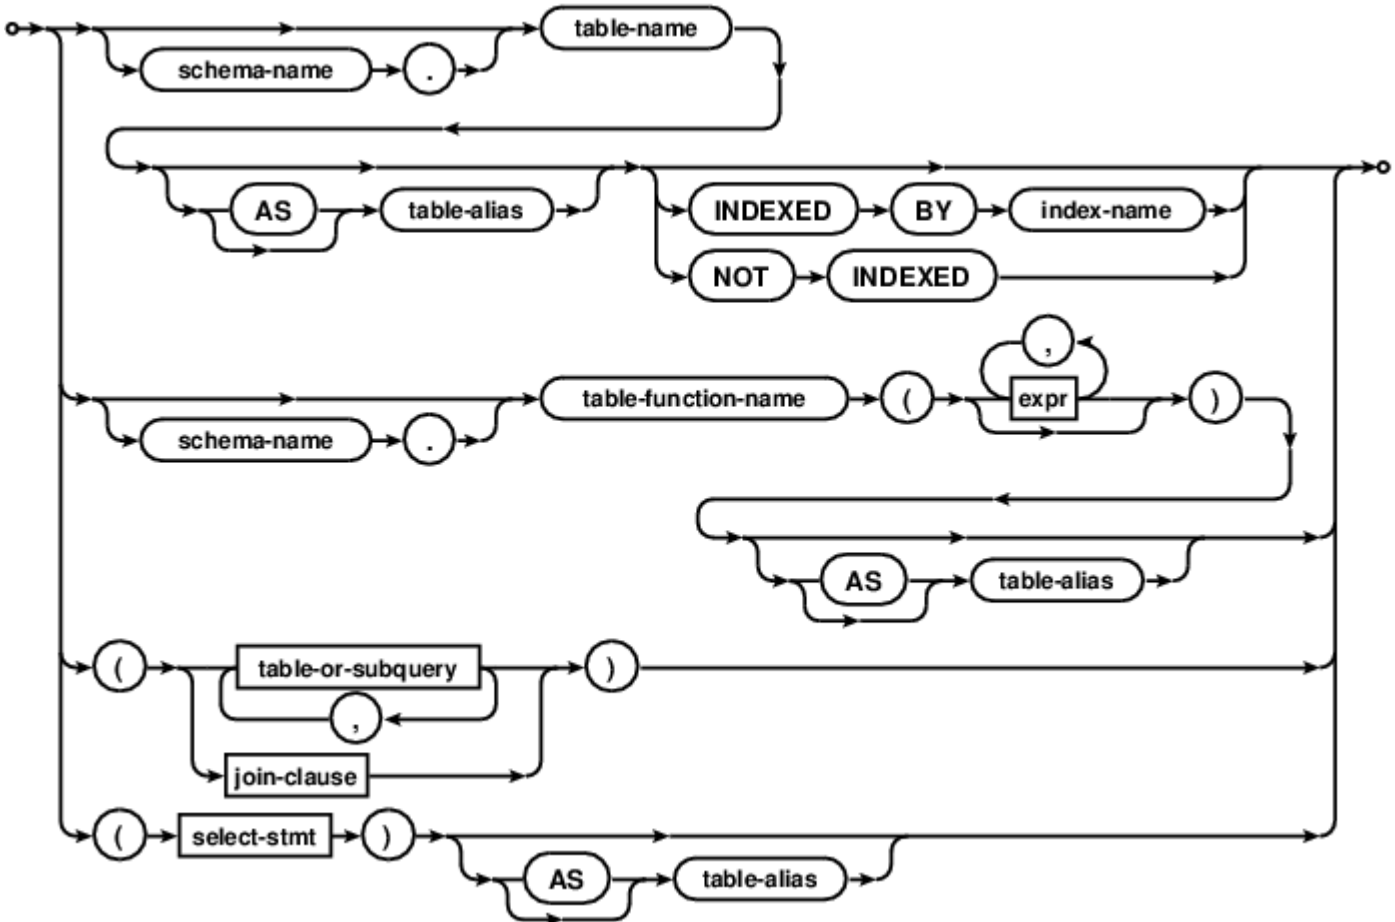 table-name
schema-name .
AS table-alias INDEXED BY index-name
NOT INDEXED
,
table-function-name ( expr )
schema-name .
AS table-alias
( table-or-subquery )
,
join-clause
( select-stmt )
AS table-alias